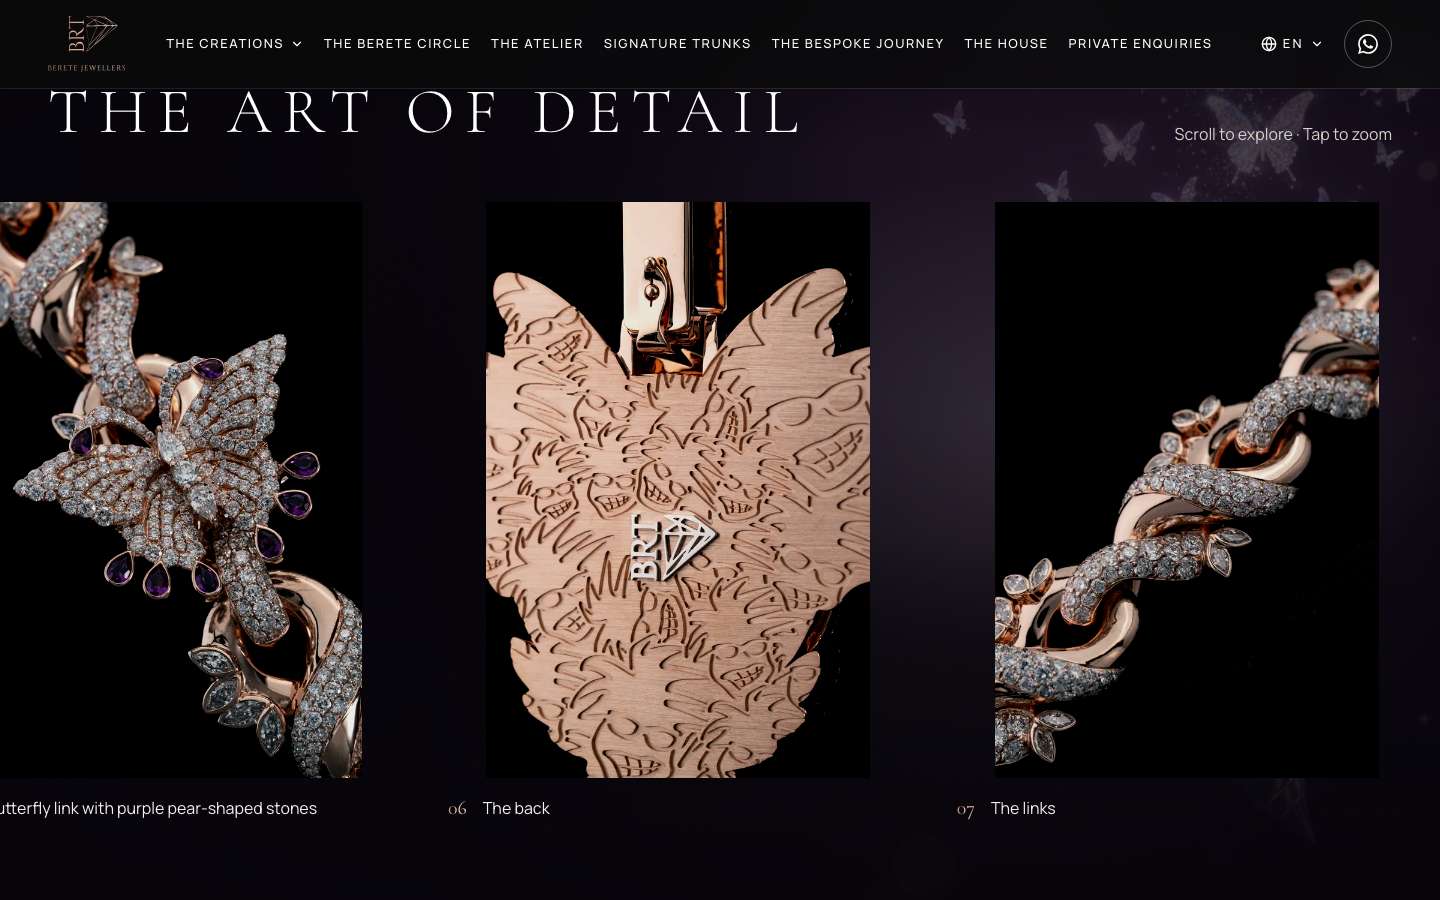 BRT
BERETE JEWELLERS
THE CREATIONS
THE BERETE CIRCLE
THE ATELIER
SIGNATURE TRUNKS
THE BESPOKE JOURNEY
THE HOUSE
PRIVATE ENQUIRIES
EN
THE ART OF DETAIL
Scroll to explore · Tap to zoom
BRT
utterfly link with purple pear-shaped stones
06 The back
07 The links